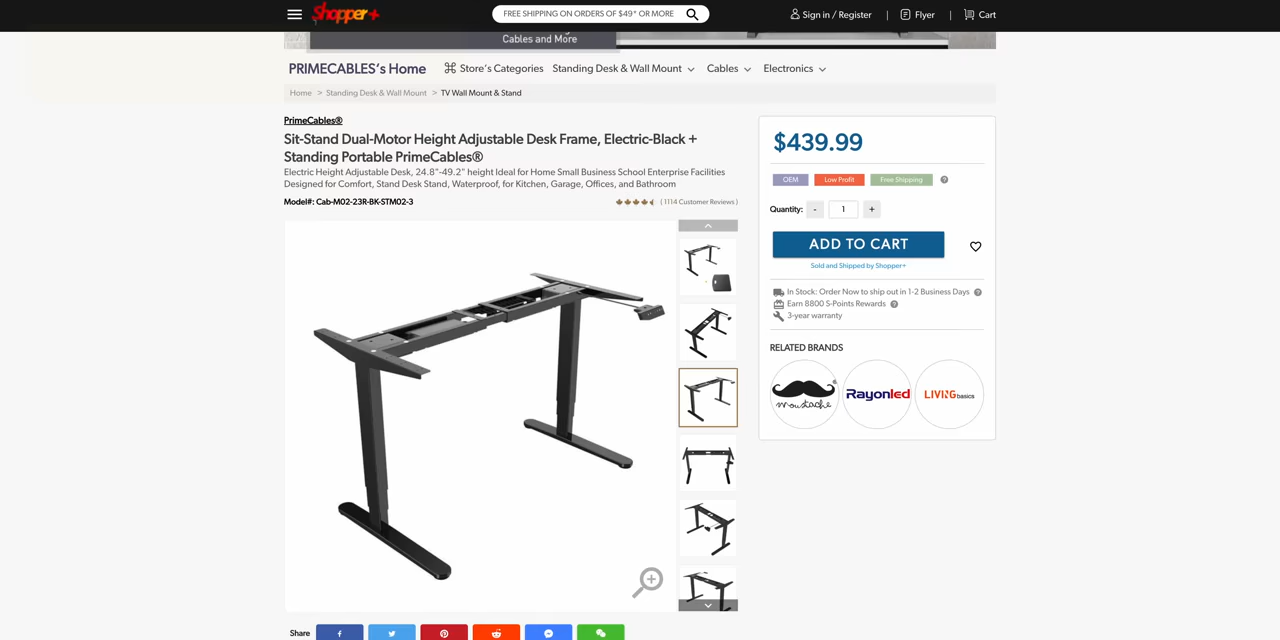 Shopper+
FREE SHIPPING ON ORDERS OF $49* OR MORE
Sign in / Register | Flyer | Cart
Cables and More
PRIMECABLES's Home
Store's Categories
Standing Desk & Wall Mount
Cables
Electronics
Home > Standing Desk & Wall Mount > TV Wall Mount & Stand
PrimeCables®
Sit-Stand Dual-Motor Height Adjustable Desk Frame, Electric-Black +
Standing Portable PrimeCables®
Electric Height Adjustable Desk, 24.8"-49.2" height Ideal for Home Small Business School Enterprise Facilities
Designed for Comfort, Stand Desk Stand, Waterproof, for Kitchen, Garage, Offices, and Bathroom
Model#: Cab-M02-23R-BK-STM02-3
( 1114 Customer Reviews )
$439.99
OEM
Low Profit
Free Shipping
Quantity: - 1 +
ADD TO CART
Sold and Shipped by Shopper+
In Stock: Order Now to ship out in 1-2 Business Days
Earn 8800 S-Points Rewards
3-year warranty
RELATED BRANDS
moustache
Rayonled
LIVING basics
Share